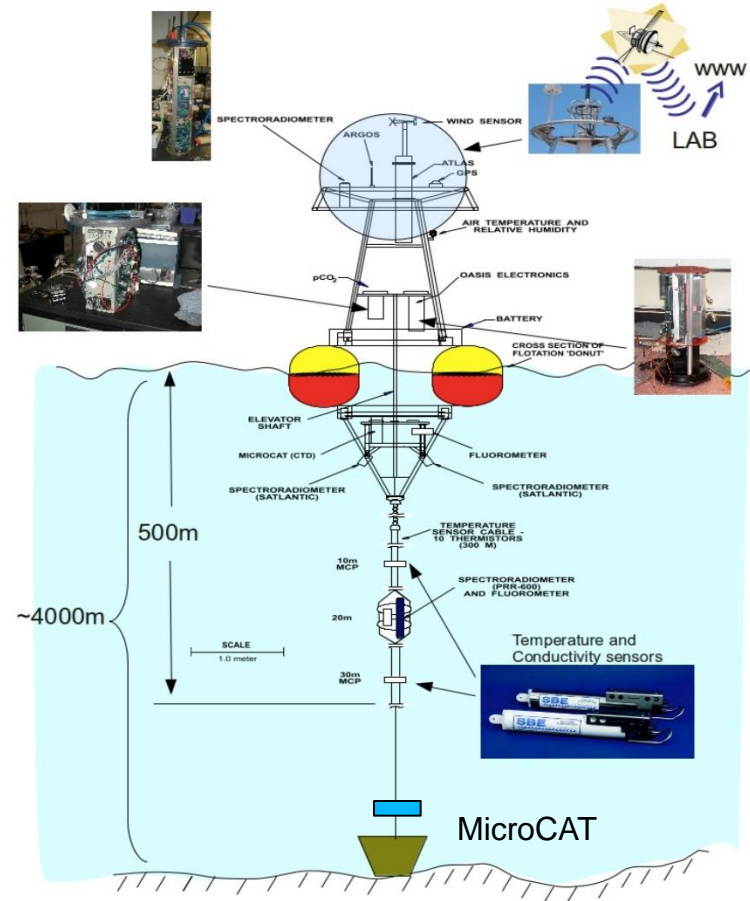 WWW
LAB
SPECTRORADIOMETER
ARGOS
WIND SENSOR
ATLAS
GPS
AIR TEMPERATURE AND
RELATIVE HUMIDITY
pCO2
OASIS ELECTRONICS
BATTERY
CROSS SECTION OF
FLOTATION 'DONUT'
ELEVATOR
SHAFT
MICROCAT (CTD)
FLUOROMETER
SPECTRORADIOMETER
(SATLANTIC)
SPECTRORADIOMETER
(SATLANTIC)
500m
TEMPERATURE
SENSOR CABLE -
10 THERMISTORS
(300 M)
10m
MCP
SPECTRORADIOMETER
(PRR-600)
AND FLUOROMETER
~4000m
20m
SCALE
1.0 meter
Temperature and
Conductivity sensors
30m
MCP
SBE
SBE
MicroCAT